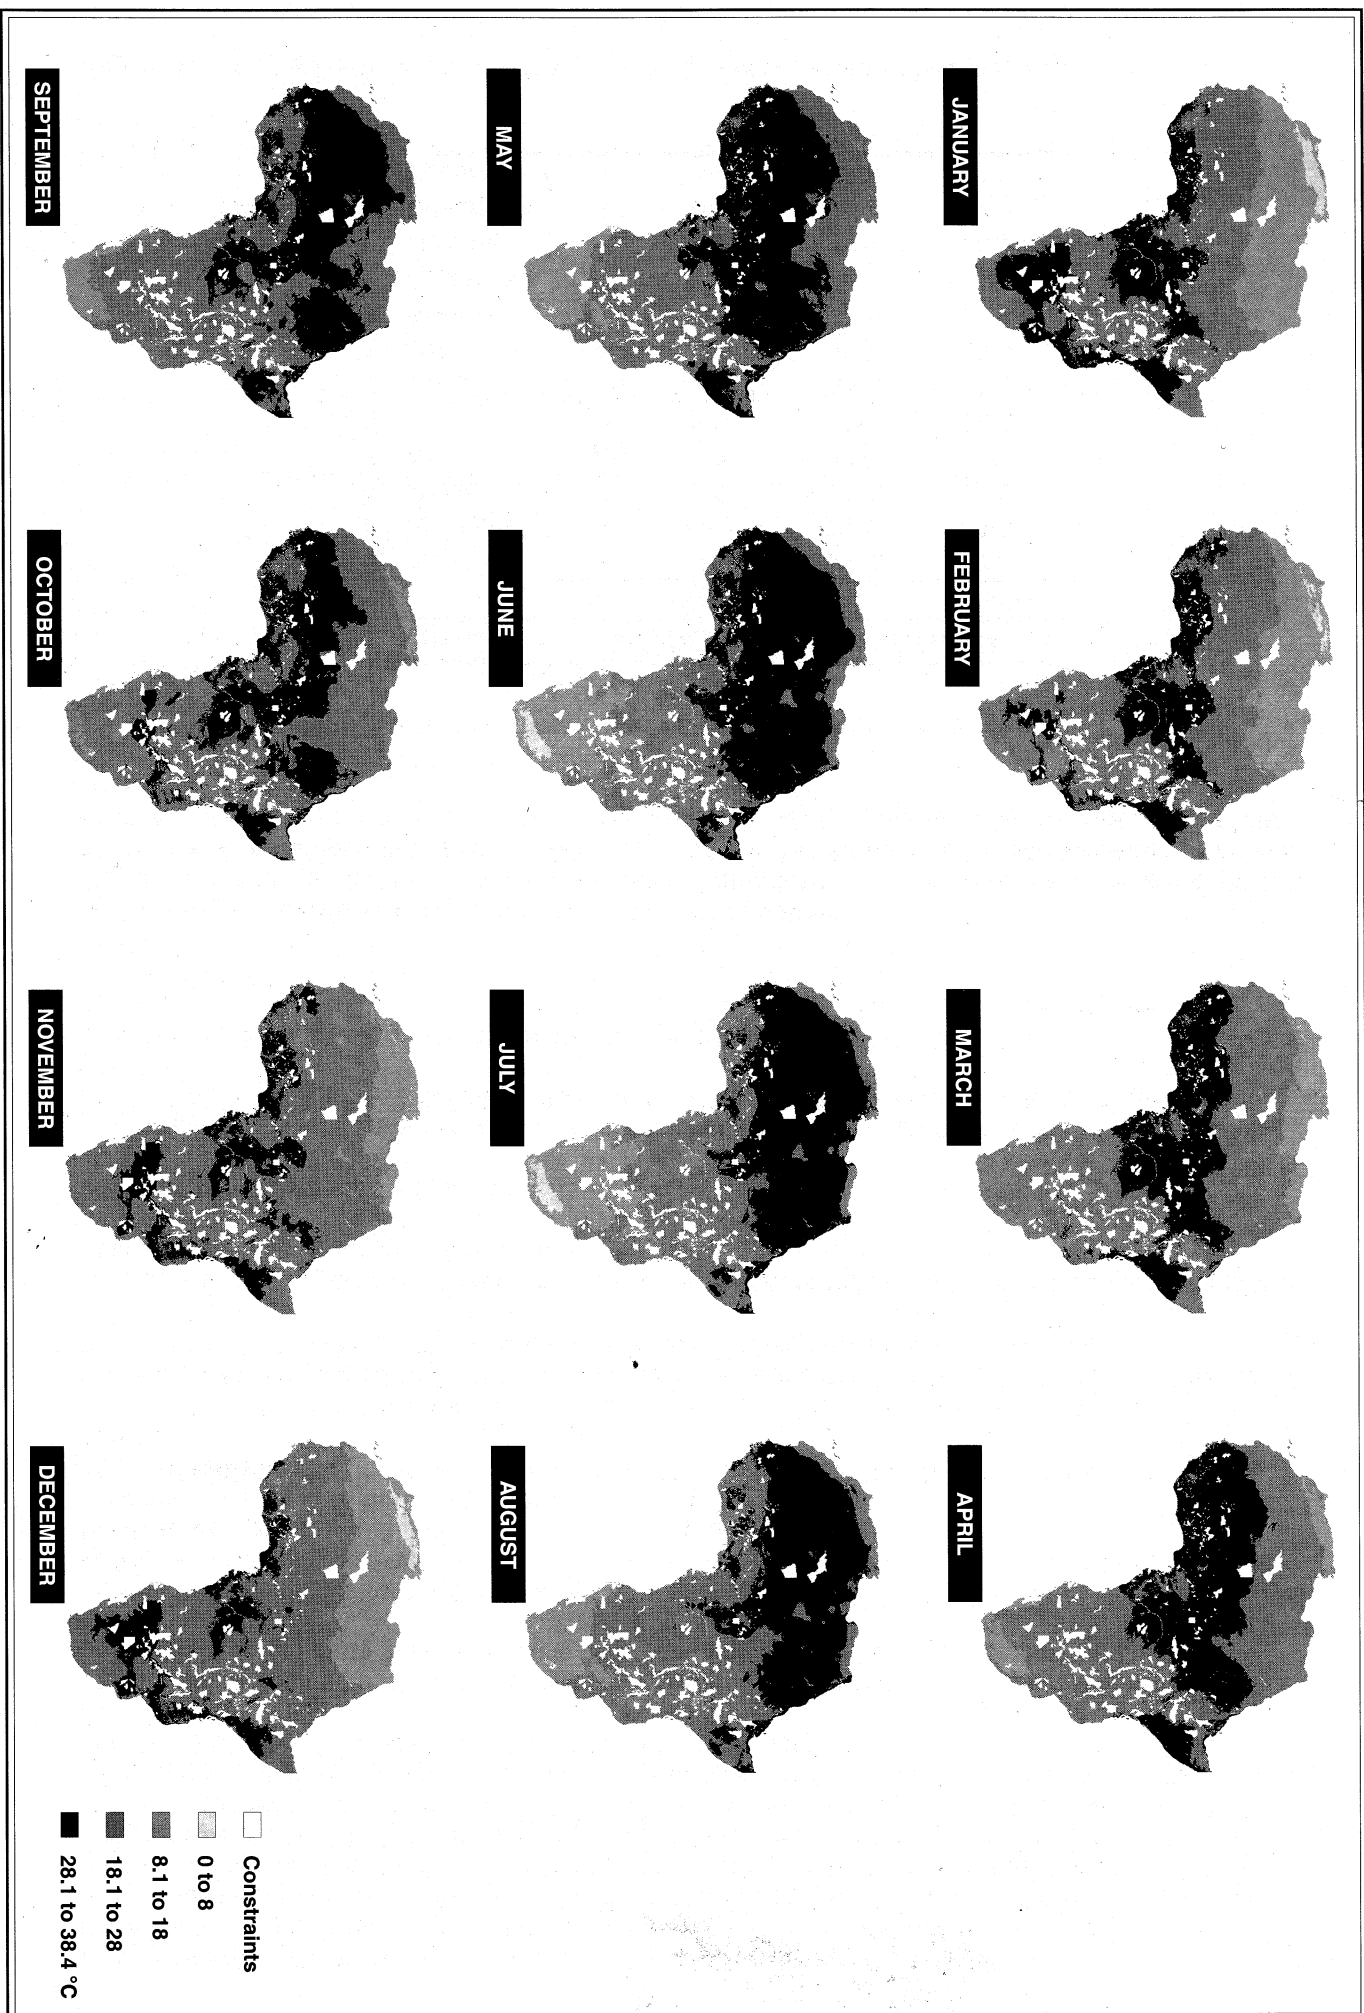 JANUARY
FEBRUARY
MARCH
APRIL
MAY
JUNE
JULY
AUGUST
SEPTEMBER
OCTOBER
NOVEMBER
DECEMBER
Constraints
0 to 8
8.1 to 18
18.1 to 28
28.1 to 38.4 °C